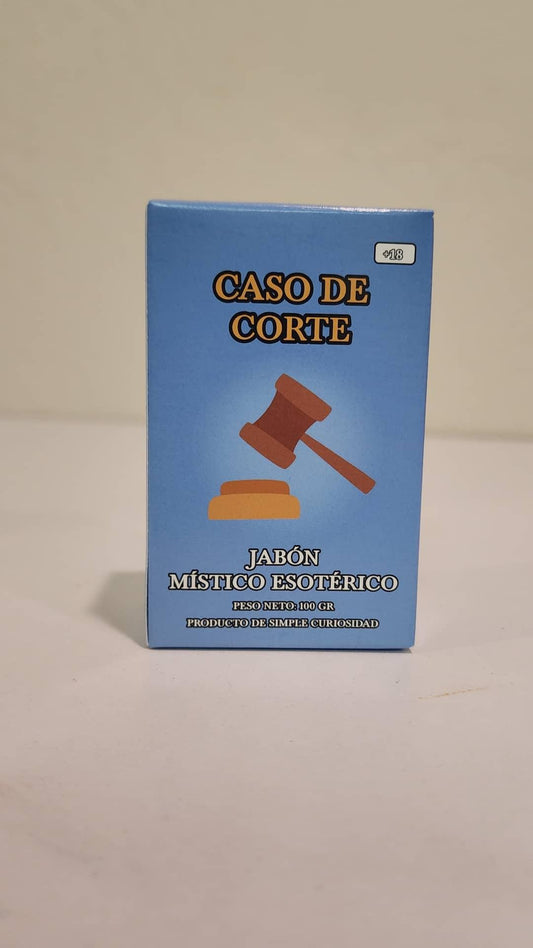 +18
CASO DE
CORTE
JABÓN
MÍSTICO ESOTÉRICO
PESO NETO: 100 GR
PRODUCTO DE SIMPLE CURIOSIDAD